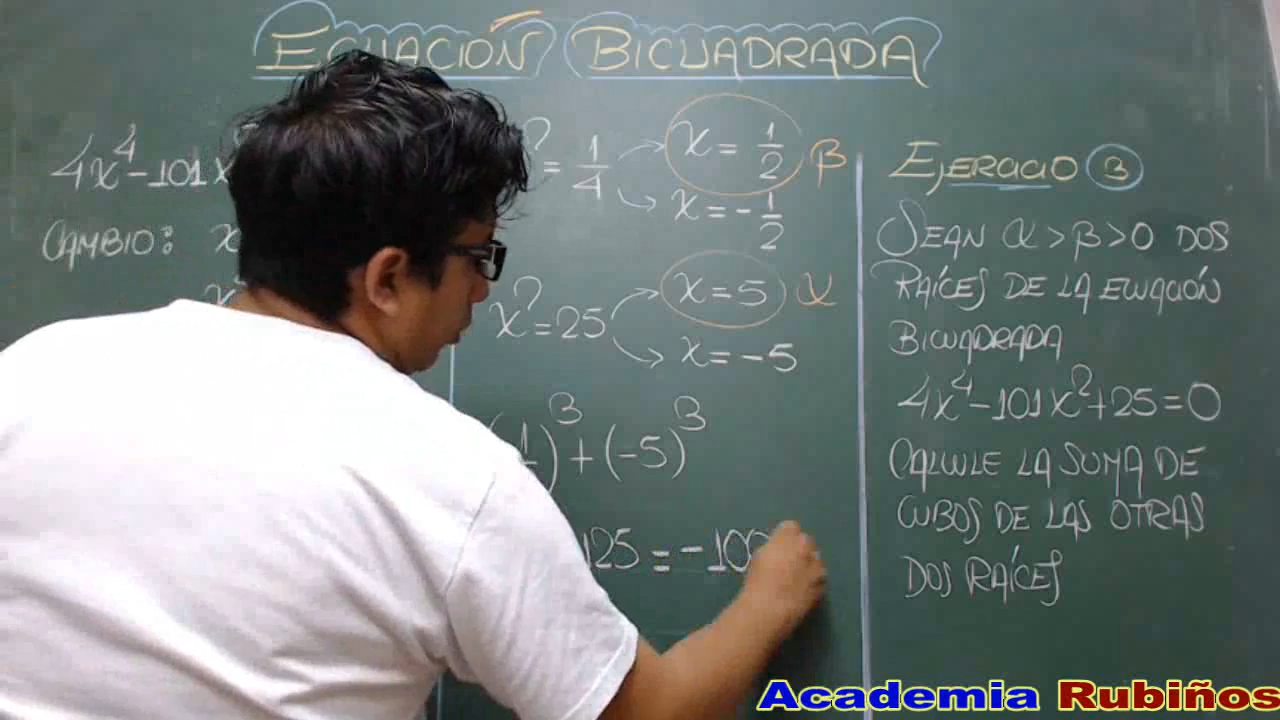 ECUACIÓN BICUADRADA
4x⁴-101x
CAMBIO: x
x
² = 1/4
x = 1/2 β
x = -1/2
x² = 25
x = 5 α
x = -5
)³ + (-5)³
125 = -100
EJERCICIO 3
SEAN α > β > 0 DOS
RAÍCES DE LA ECUACIÓN
BICUADRADA
4x⁴-101x²+25=0
CALCULE LA SUMA DE
CUBOS DE LAS OTRAS
DOS RAÍCES
Academia Rubiños